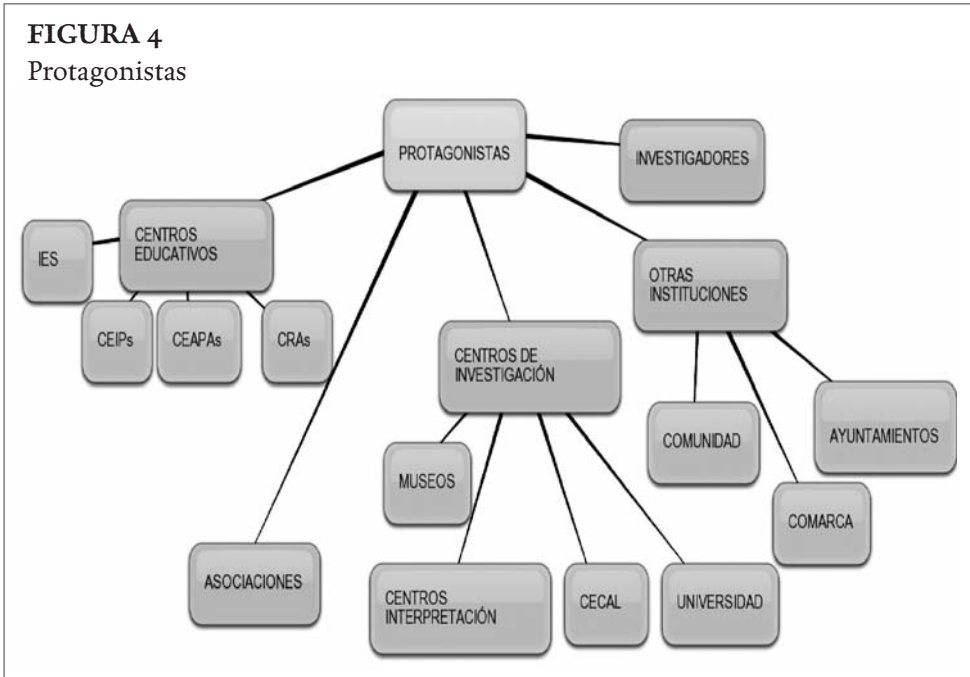 FIGURA 4
Protagonistas
PROTAGONISTAS
INVESTIGADORES
CENTROS
EDUCATIVOS
IES
CEIPs
CEAPAs
CRAs
OTRAS
INSTITUCIONES
CENTROS DE
INVESTIGACIÓN
COMUNIDAD
AYUNTAMIENTOS
MUSEOS
COMARCA
ASOCIACIONES
CENTROS
INTERPRETACIÓN
CECAL
UNIVERSIDAD